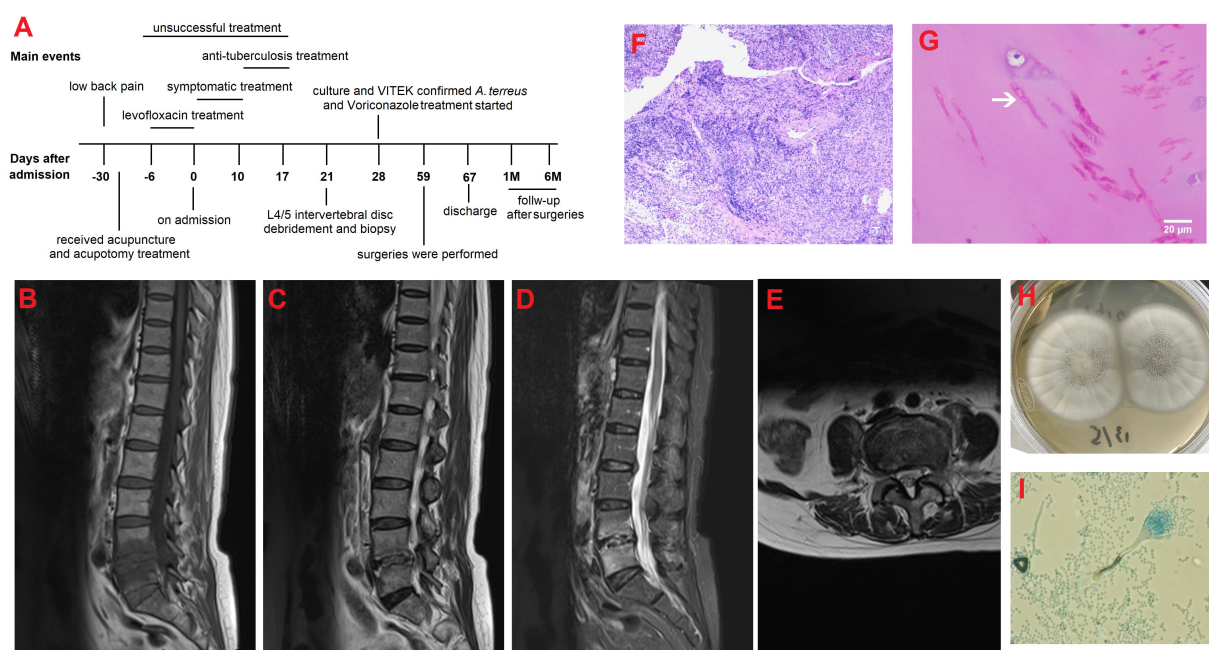 A
unsuccessful treatment
Main events
anti-tuberculosis treatment
low back pain
symptomatic treatment
culture and VITEK confirmed A. terreus
and Voriconazole treatment started
levofloxacin treatment
Days after
admission
-30 -6 0 10 17 21 28 59 67 1M 6M
on admission
L4/5 intervertebral disc
debridement and biopsy
discharge
follw-up
after surgeries
received acupuncture
and acupotomy treatment
surgeries were performed
F
G
20 μm
B
C
D
E
H
I